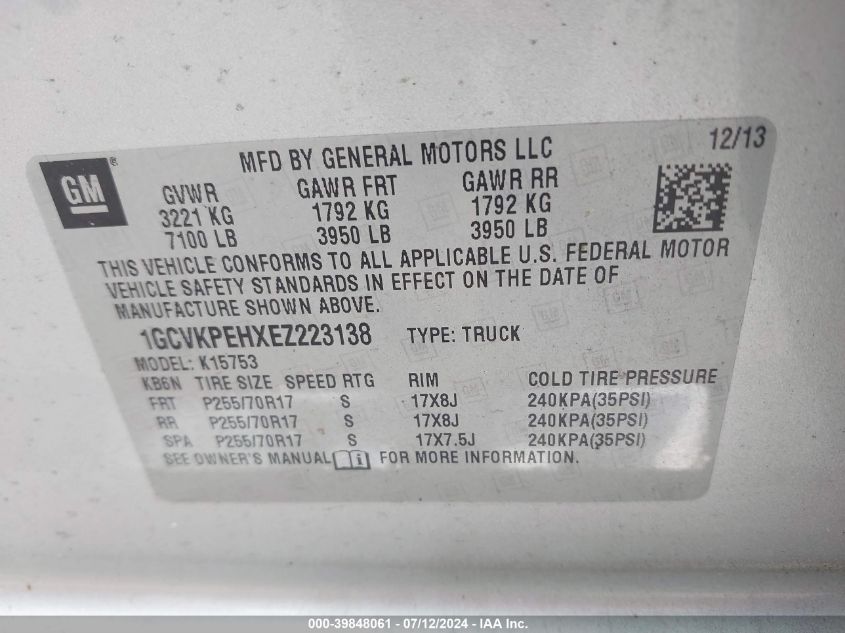 12/13
GM®
MFD BY GENERAL MOTORS LLC
GVWR GAWR FRT GAWR RR
3221 KG 1792 KG 1792 KG
7100 LB 3950 LB 3950 LB
THIS VEHICLE CONFORMS TO ALL APPLICABLE U.S. FEDERAL MOTOR
VEHICLE SAFETY STANDARDS IN EFFECT ON THE DATE OF
MANUFACTURE SHOWN ABOVE.
1GCVKPEHXEZ223138 TYPE: TRUCK
MODEL: K15753
KB6N TIRE SIZE SPEED RTG RIM COLD TIRE PRESSURE
FRT P255/70R17 S 17X8J 240KPA(35PSI)
RR P255/70R17 S 17X8J 240KPA(35PSI)
SPA P255/70R17 S 17X7.5J 240KPA(35PSI)
SEE OWNER'S MANUAL FOR MORE INFORMATION.
000-39848061 - 07/12/2024 - IAA Inc.